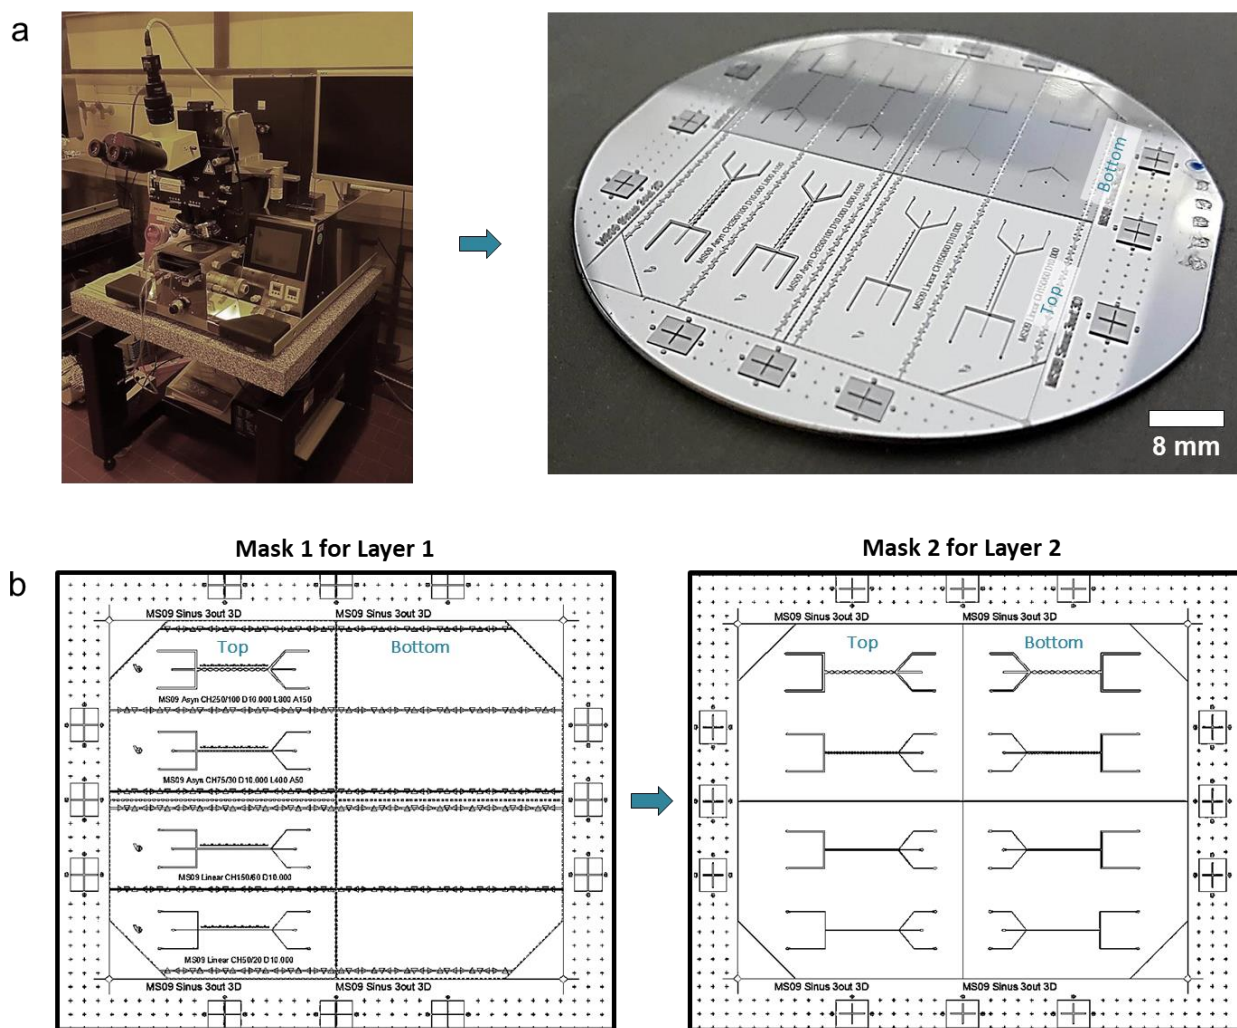 a
MS09 Sinus 3out 3D
MS09 Asyn CH250/100 D10.000 L800 A150
MS09 Linear CH150/60 D10.000
Bottom
Top
8 mm
b
Mask 1 for Layer 1
MS09 Sinus 3out 3D MS09 Sinus 3out 3D
Top Bottom
MS09 Asyn CH250/100 D10.000 L800 A150
MS09 Asyn CH75/30 D10.000 L400 A50
MS09 Linear CH150/60 D10.000
MS09 Linear CH50/20 D10.000
MS09 Sinus 3out 3D MS09 Sinus 3out 3D
Mask 2 for Layer 2
MS09 Sinus 3out 3D MS09 Sinus 3out 3D
Top Bottom
MS09 Sinus 3out 3D MS09 Sinus 3out 3D